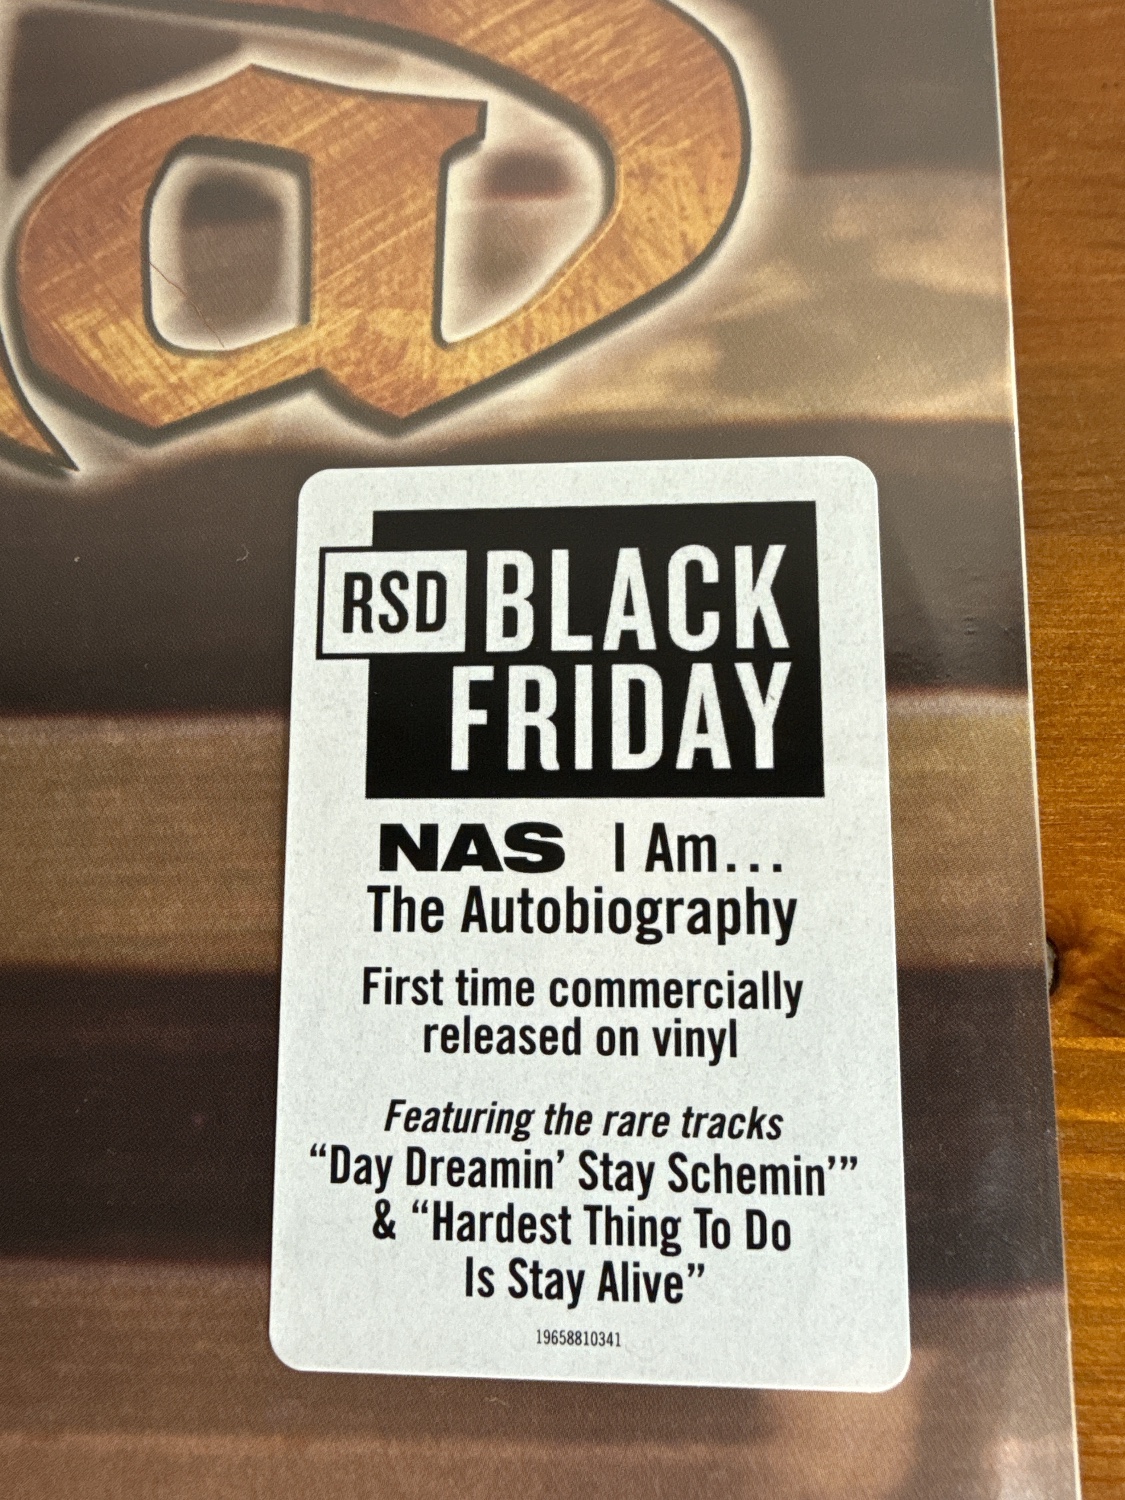 a
RSD BLACK
FRIDAY
NAS I Am...
The Autobiography
First time commercially
released on vinyl
Featuring the rare tracks
“Day Dreamin’ Stay Schemin’”
& “Hardest Thing To Do
Is Stay Alive”
19658810341